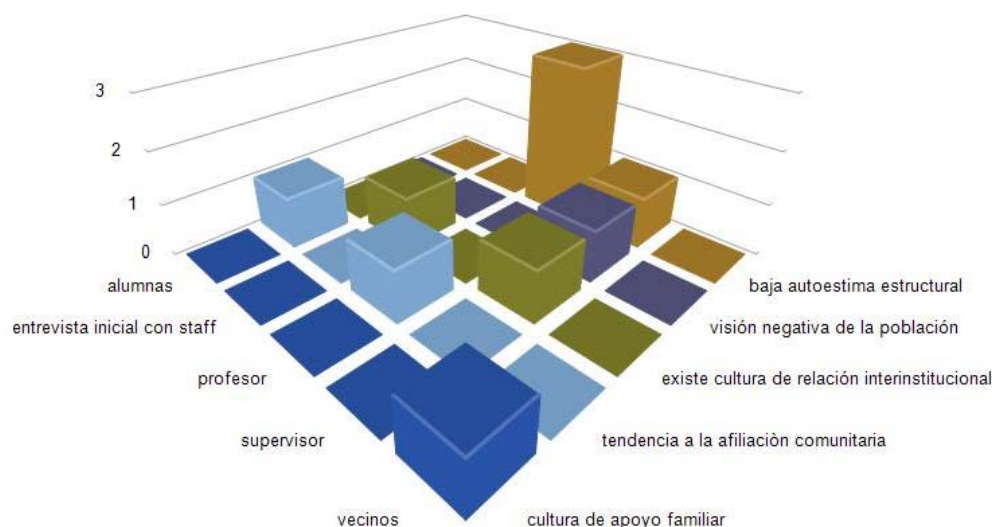 3
2
1
0
alumnas
entrevista inicial con staff
profesor
supervisor
vecinos
baja autoestima estructural
visión negativa de la población
existe cultura de relación interinstitucional
tendencia a la afiliaciòn comunitaria
cultura de apoyo familiar